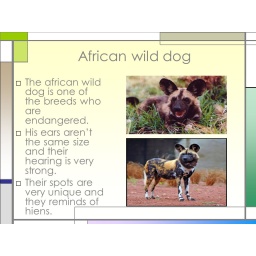 African wild dog
The african wild
dog is one of
the breeds who
are
endangered.
His ears aren't
the same size
and their
hearing is very
strong.
Their spots are
very unique and
they reminds of
hiens.